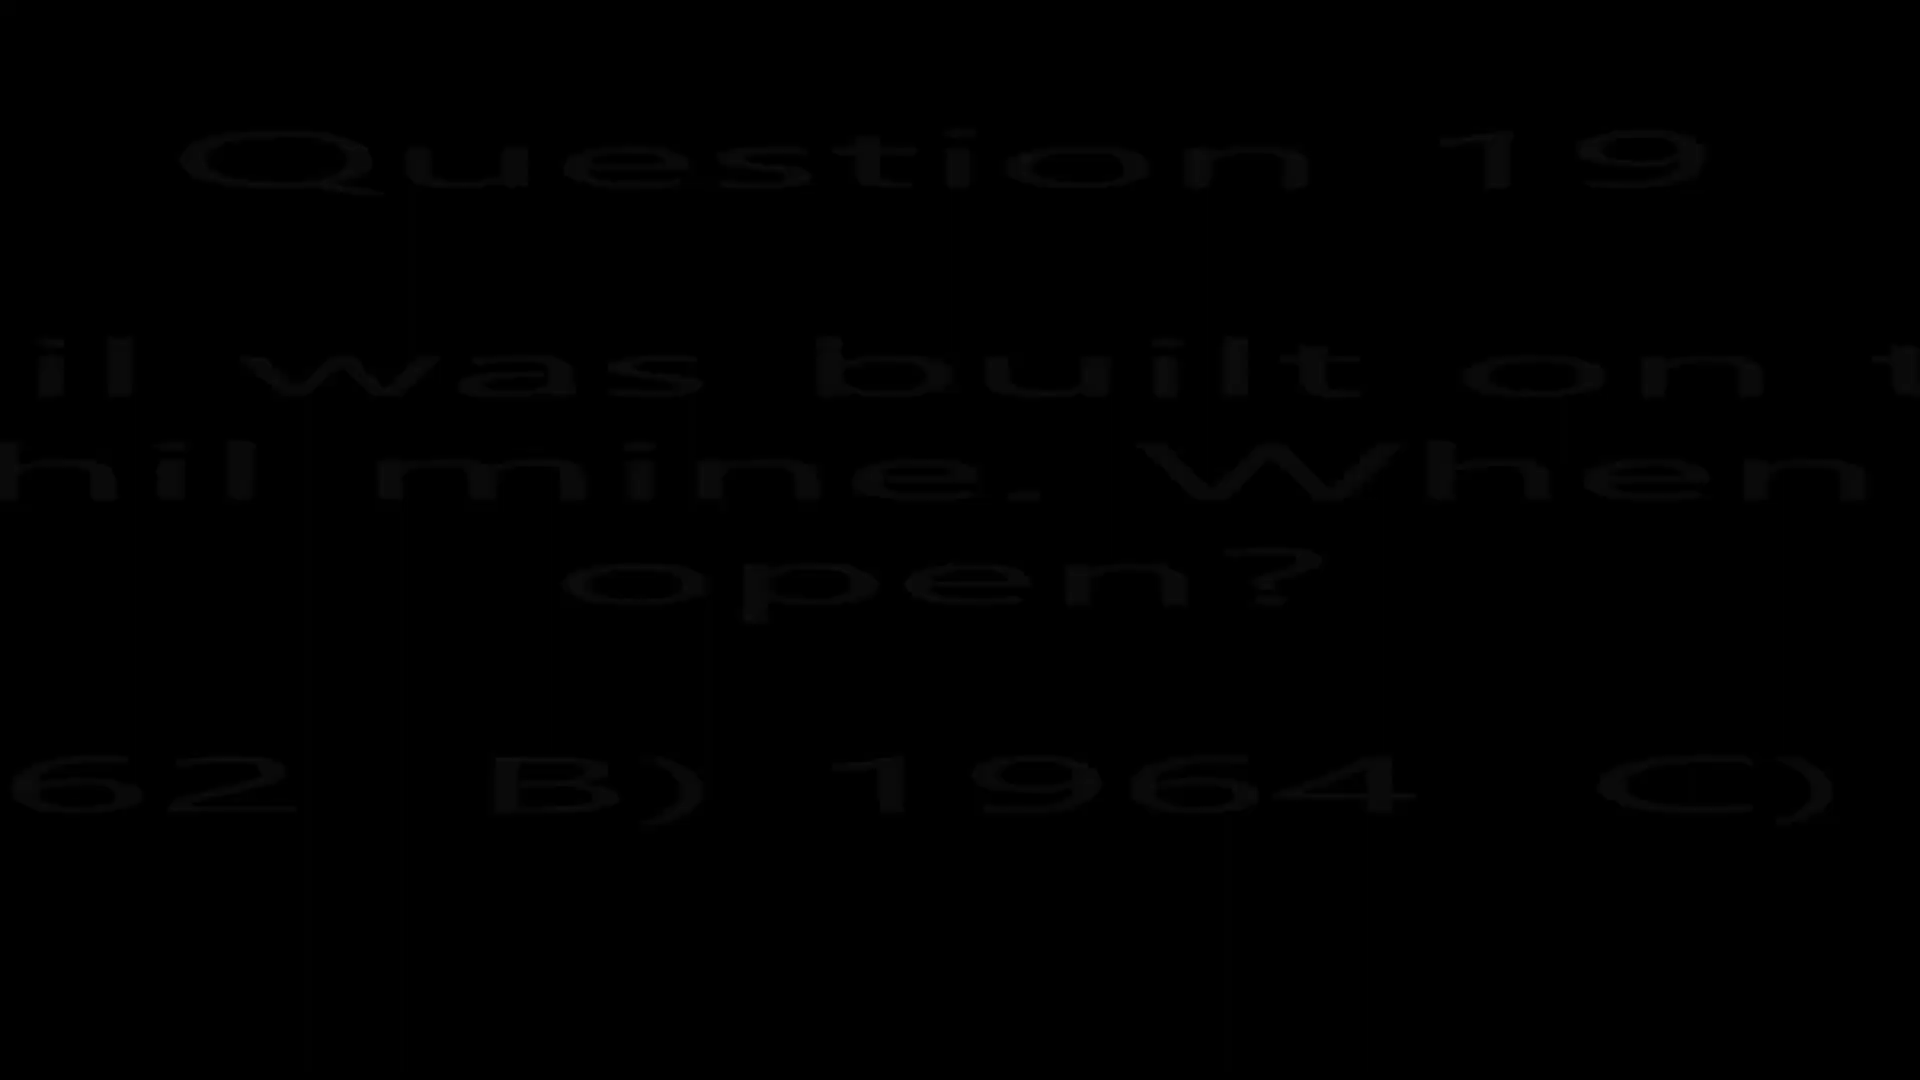 Question 19
il was built on t
hil mine. When
open?
62 B) 1964 C)